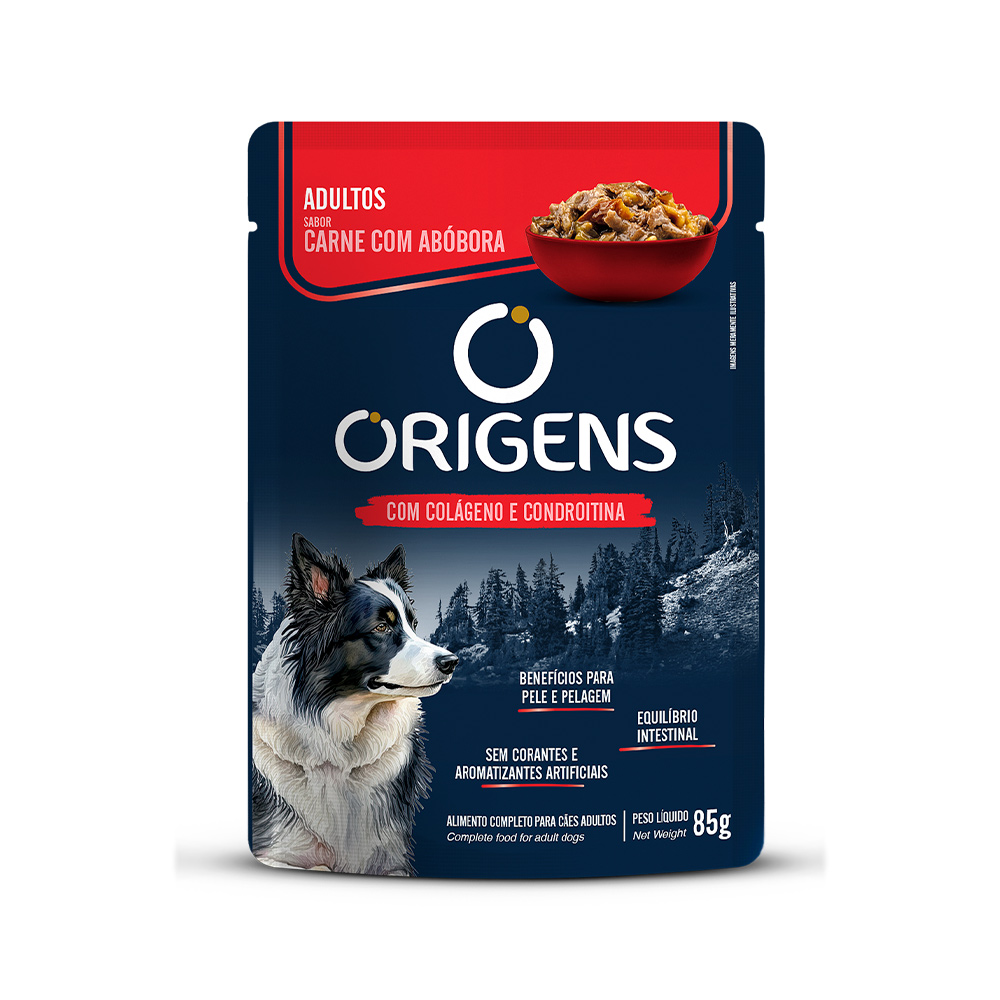 ADULTOS
SABOR
CARNE COM ABÓBORA
IMAGENS MERAMENTE ILUSTRATIVAS
ORIGENS
COM COLÁGENO E CONDROITINA
BENEFÍCIOS PARA
PELE E PELAGEM
EQUILÍBRIO
INTESTINAL
SEM CORANTES E
AROMATIZANTES ARTIFICIAIS
ALIMENTO COMPLETO PARA CÃES ADULTOS
Complete food for adult dogs
PESO LÍQUIDO
Net Weight
85g